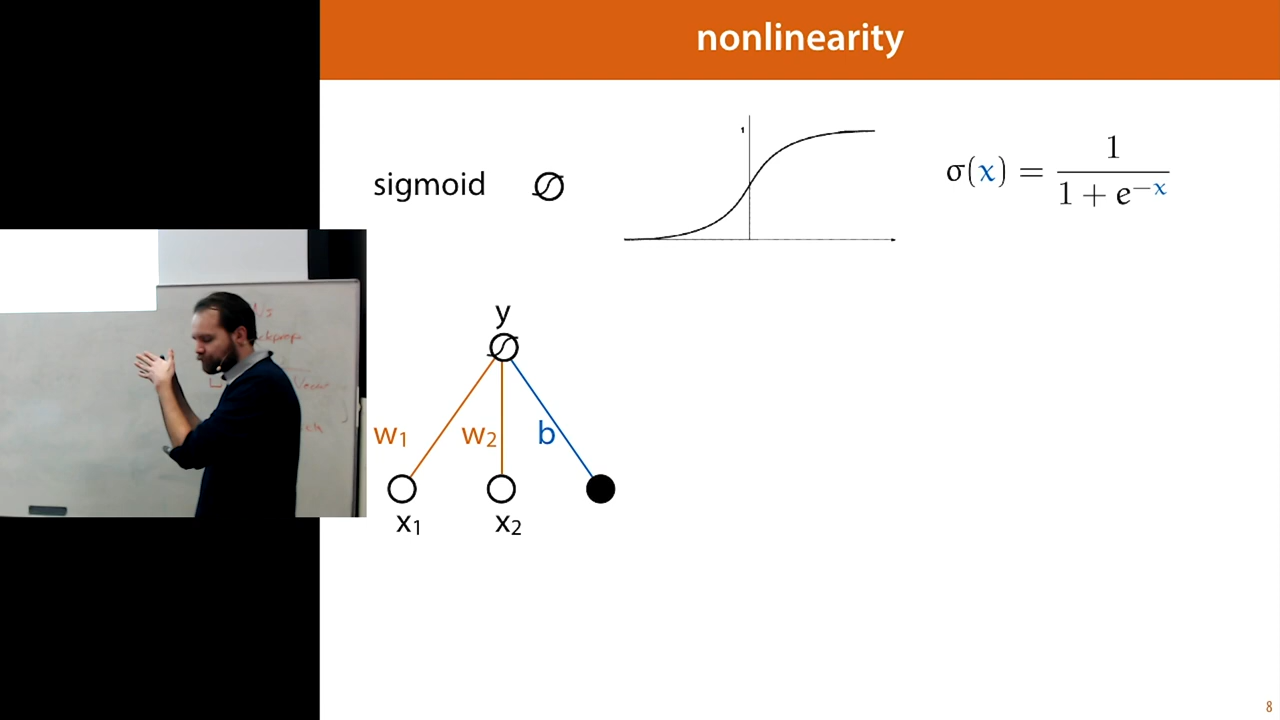 nonlinearity
sigmoid
1
σ(x) = 1 / (1 + e^{-x})
y
w₁ w₂ b
x₁ x₂
8